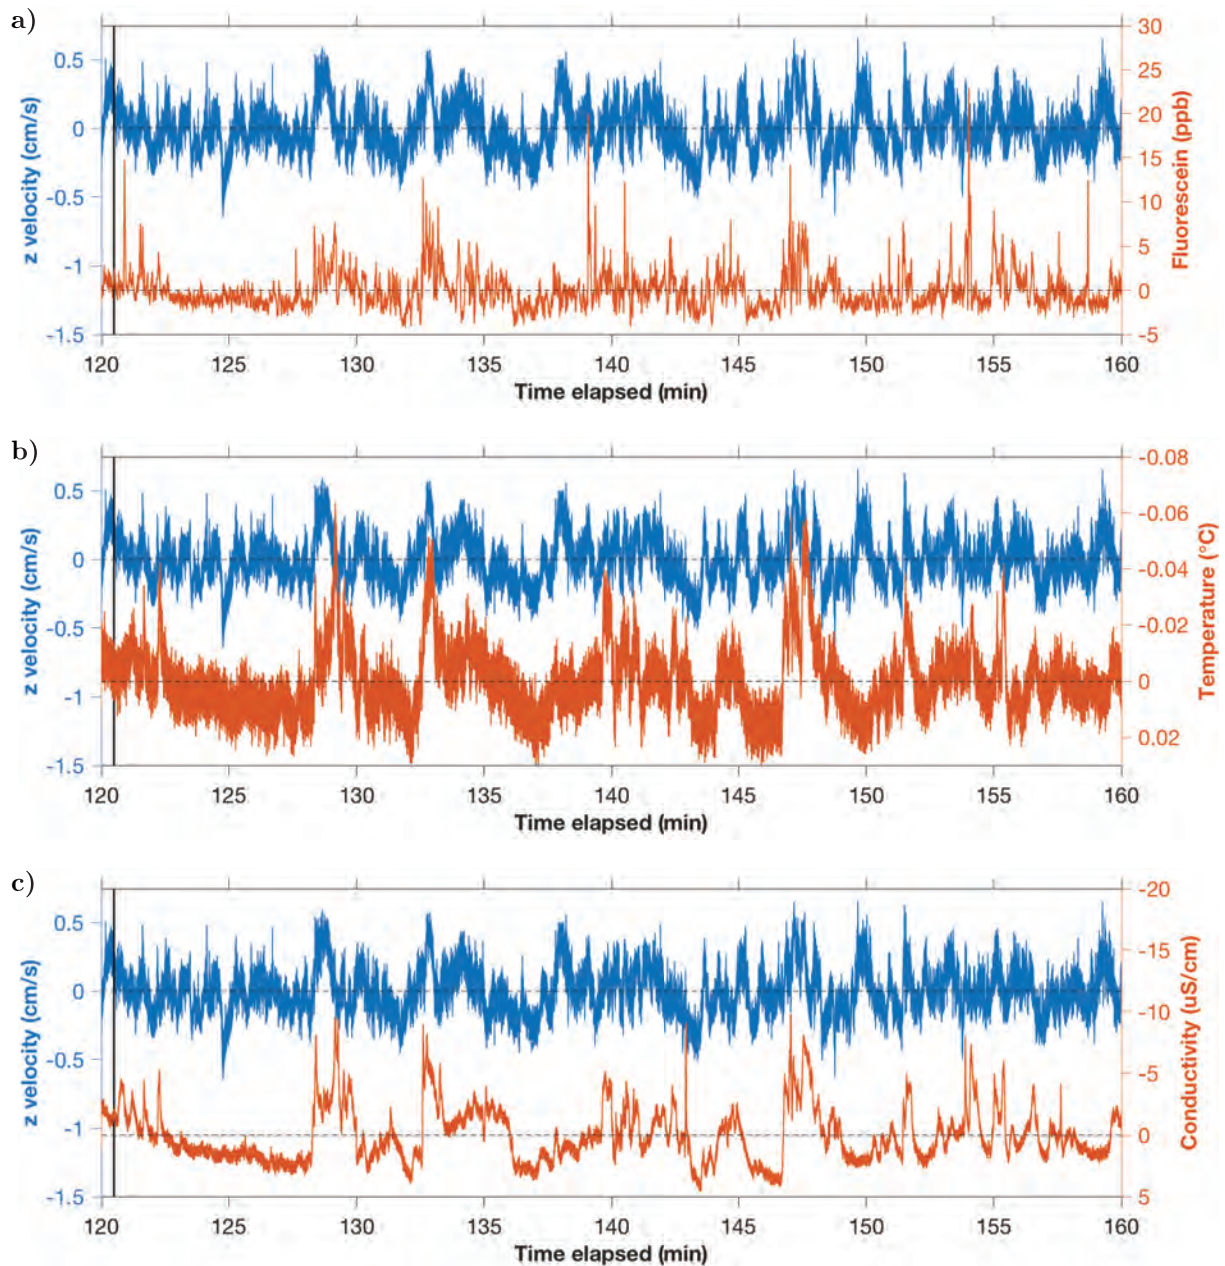 a)
z velocity (cm/s)
0.5
0
-0.5
-1
-1.5
30
25
20
15
10
5
0
-5
Fluorescein (ppb)
120 125 130 135 140 145 150 155 160
Time elapsed (min)
b)
z velocity (cm/s)
0.5
0
-0.5
-1
-1.5
-0.08
-0.06
-0.04
-0.02
0
0.02
Temperature (°C)
120 125 130 135 140 145 150 155 160
Time elapsed (min)
c)
z velocity (cm/s)
0.5
0
-0.5
-1
-1.5
-20
-15
-10
-5
0
5
Conductivity (uS/cm)
120 125 130 135 140 145 150 155 160
Time elapsed (min)